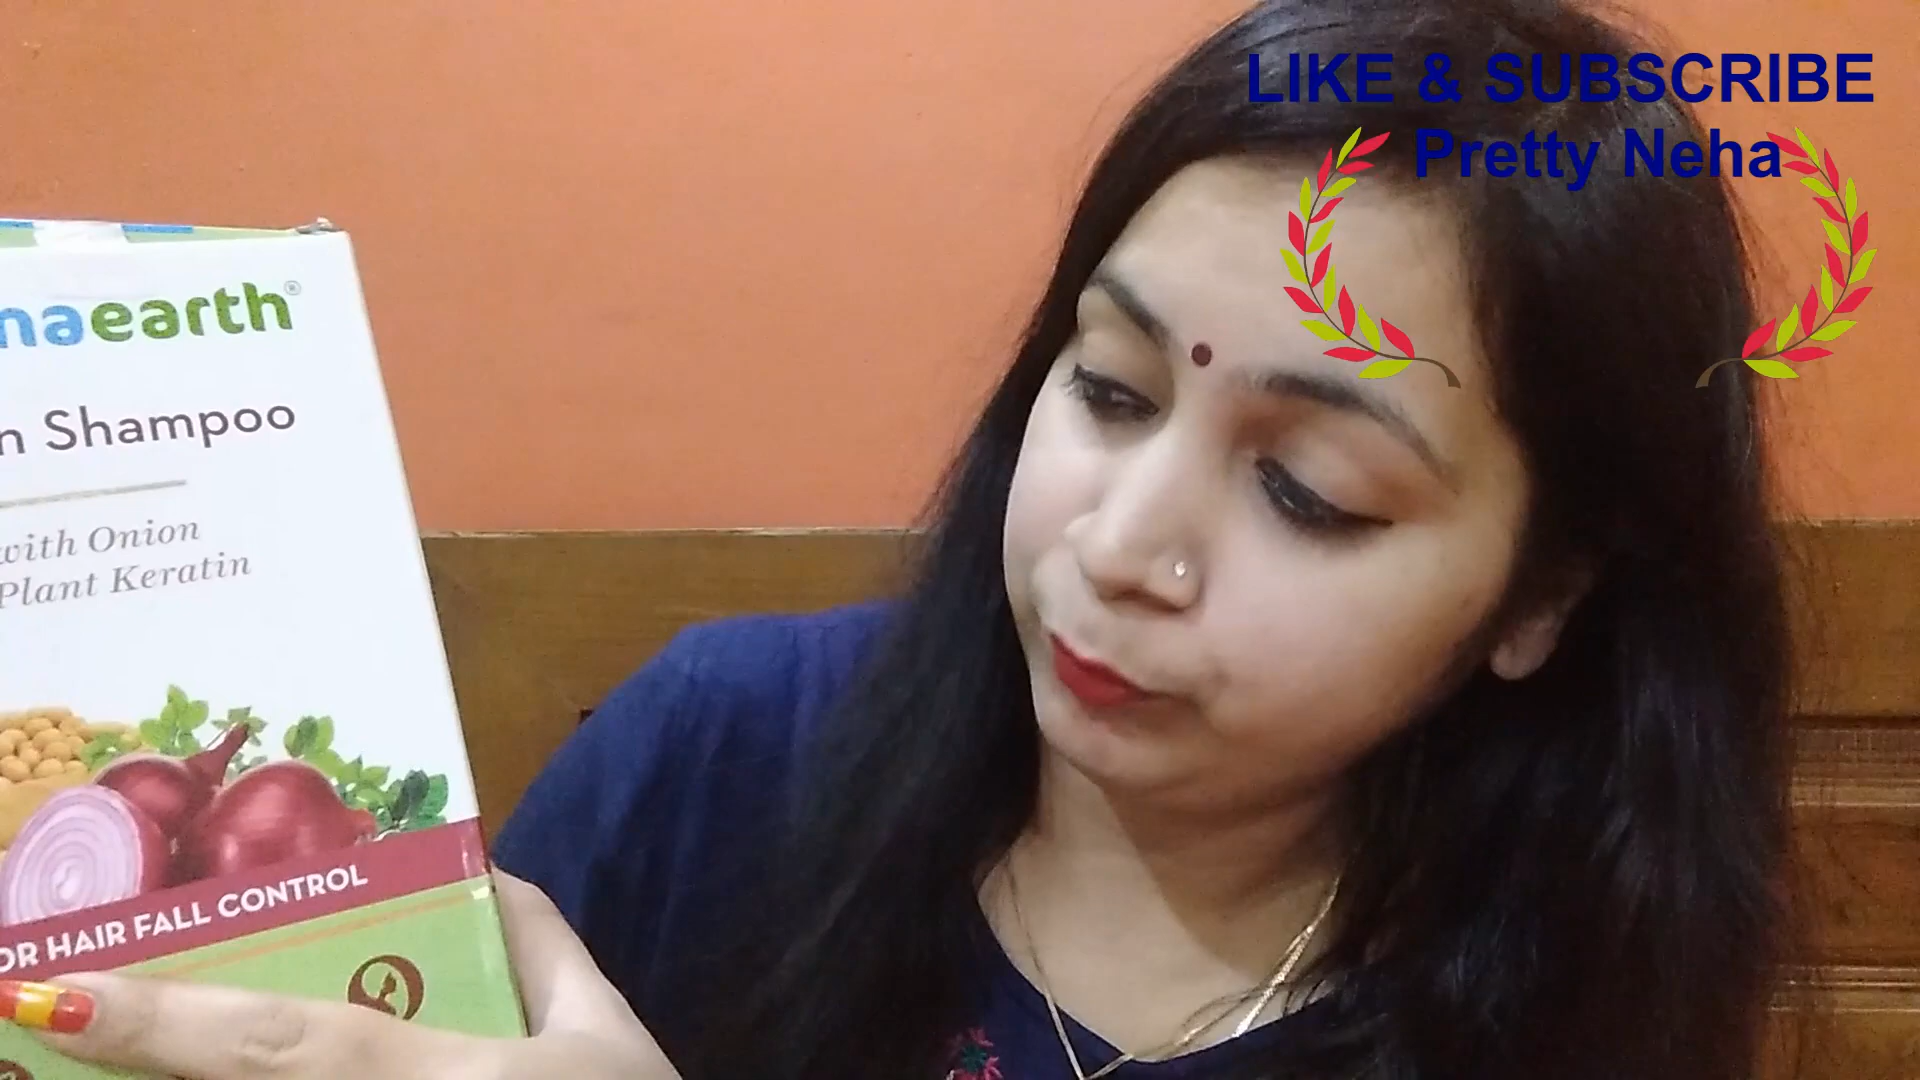 LIKE & SUBSCRIBE
Pretty Neha
maearth®
n Shampoo
with Onion
Plant Keratin
OR HAIR FALL CONTROL